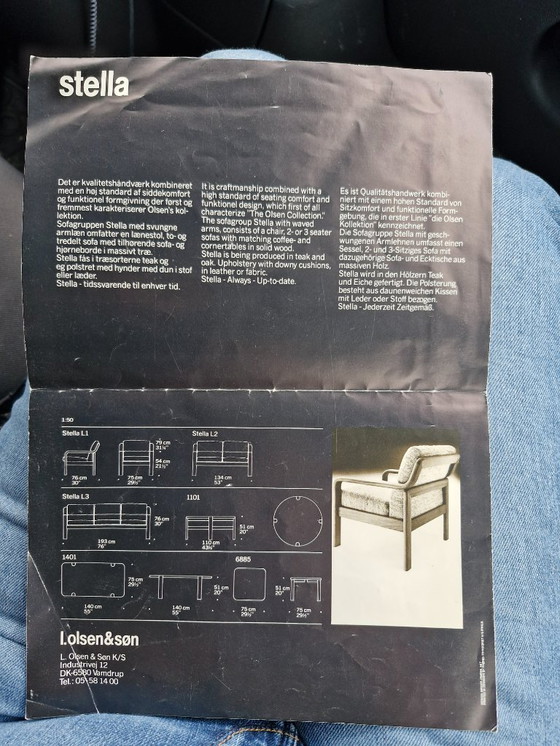 stella
Det er kvalitetshåndværk kombineret
med en høj standard af siddekomfort
og funktionel formgivning der først og
fremmest karakteriserer Olsen's kol-
lektion.
Sofagruppen Stella med svungne
armlæn omfatter en lænestol, to- og
tredelt sofa med tilhørende sofa- og
hjørneborde i massivt træ.
Stella fås i træsorterne teak og
eg polstret med hynder med dun i stof
eller læder.
Stella - tidssvarende til enhver tid.
It is craftmanship combined with a
high standard of seating comfort and
funktionel design, which first of all
characterize "The Olsen Collection."
The sofagroup Stella with waved
arms, consists of a chair, 2- or 3 seater
sofas with matching coffee- and
cornertables in solid wood.
Stella is being produced in teak and
oak. Upholstery with downy cushions,
in leather or fabric.
Stella - Always - Up-to-date.
Es ist Qualitätshandwerk kombi-
niert mit einem hohen Standard von
Sitzkomfort und funktionelle Form-
gebung, die in erster Linie "die Olsen
Kollektion" kennzeichnet.
Die Sofagruppe Stella mit gesch-
wungenen Armlehnen umfast einen
Sessel, 2- und 3-Sitziges Sofa mit
dazugehörige Sofa- und Ecktische aus
massiven Holz.
Stella wird in den Hölzern Teak
und Eiche gefertigt. Die Polsterung
besteht aus daunenweichen Kissen
mit Leder oder Stoff bezogen.
Stella - Jederzeit Zeitgemäß.
1:50
Stella L1
Stella L2
79 cm
31¼"
54 cm
21½"
76 cm
30"
75 cm
29½"
134 cm
53"
Stella L3
1101
76 cm
30"
51 cm
20"
193 cm
76"
110 cm
43¼"
1401
6885
75 cm
29½"
51 cm
20"
51 cm
20"
140 cm
55"
140 cm
55"
75 cm
29½"
75 cm
29½"
l.olsen&søn
L. Olsen & Søn K/S
Industrivej 12
DK-6580 Vamdrup
Tel.: 05-58 14 00